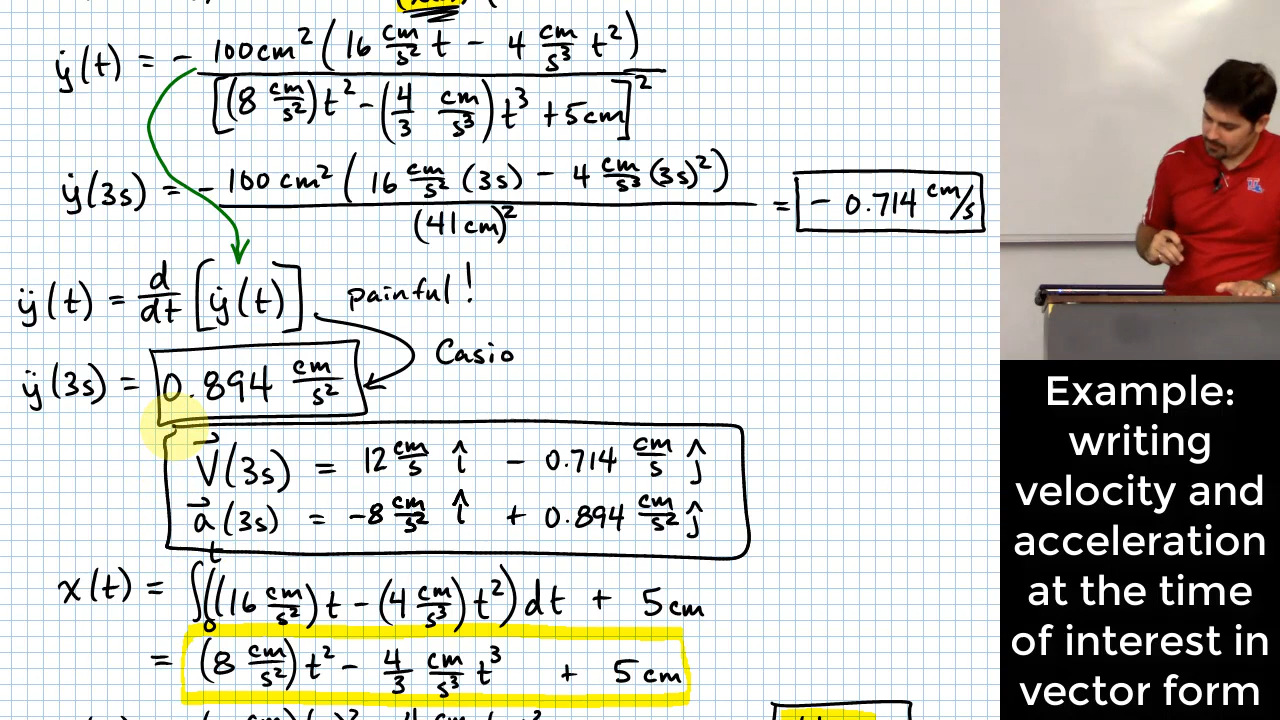 ẏ(t) = - 100cm² (16 cm/s² t - 4 cm/s³ t²) / [(8 cm/s²)t² - (4/3 cm/s³)t³ + 5cm]²
ẏ(3s) = - 100 cm² (16 cm/s² (3s) - 4 cm/s³ (3s)²) / (41cm)² = - 0.714 cm/s
ÿ(t) = d/dt [ẏ(t)] painful!
Casio
ÿ(3s) = 0.894 cm/s²
V⃗(3s) = 12 cm/s î - 0.714 cm/s ĵ
a⃗(3s) = -8 cm/s² î + 0.894 cm/s² ĵ
x(t) = ∫₀ᵗ ((16 cm/s²)t - (4 cm/s³)t²)dt + 5cm
= (8 cm/s²)t² - 4/3 cm/s³ t³ + 5cm
Example:
writing
velocity and
acceleration
at the time
of interest in
vector form